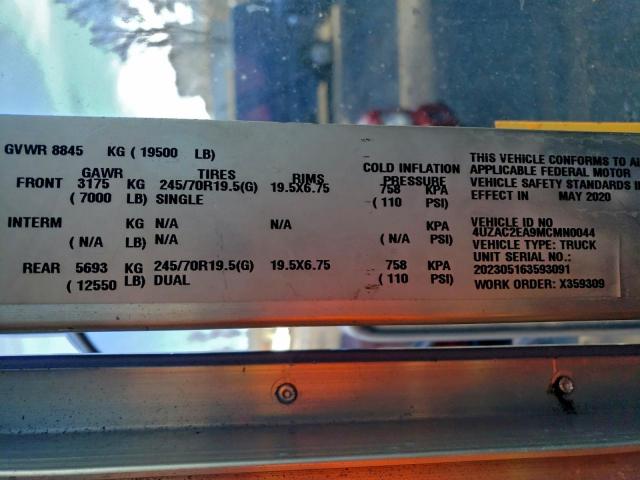 GVWR 8845 KG ( 19500 LB)
GAWR TIRES RIMS COLD INFLATION PRESSURE
FRONT 3175 KG 245/70R19.5(G) 19.5X6.75 758 KPA
( 7000 LB) SINGLE ( 110 PSI)
INTERM KG N/A N/A KPA
( N/A LB) N/A ( N/A PSI)
REAR 5693 KG 245/70R19.5(G) 19.5X6.75 758 KPA
( 12550 LB) DUAL ( 110 PSI)
THIS VEHICLE CONFORMS TO
APPLICABLE FEDERAL MOTOR
VEHICLE SAFETY STANDARDS
EFFECT IN MAY 2020
VEHICLE ID NO
4UZAC2EA9MCMN0044
VEHICLE TYPE: TRUCK
UNIT SERIAL NO.:
202305163593091
WORK ORDER: X359309